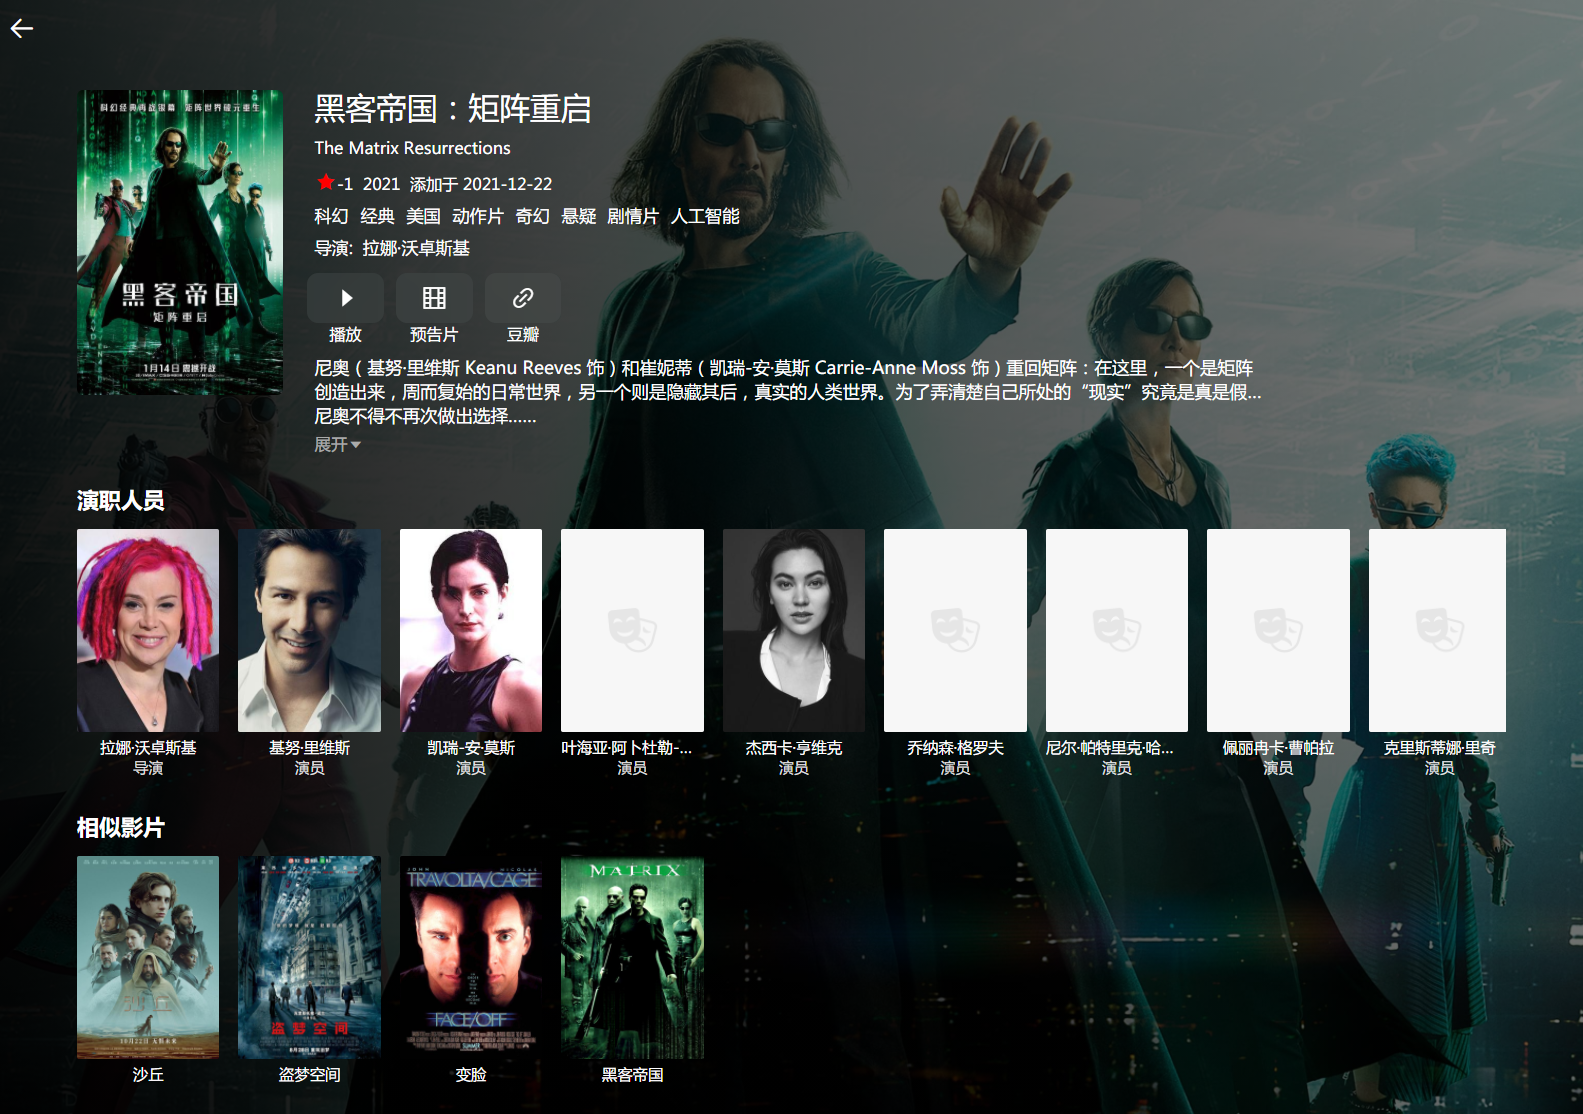 黑客帝国：矩阵重启
The Matrix Resurrections
-1 2021 添加于 2021-12-22
科幻 经典 美国 动作片 奇幻 悬疑 剧情片 人工智能
导演: 拉娜·沃卓斯基
科幻经典再战银幕 矩阵世界破元重生
黑客帝国
矩阵重启
1月14日 震撼开战
播放 预告片 豆瓣
尼奥（基努·里维斯 Keanu Reeves 饰）和崔妮蒂（凯瑞-安·莫斯 Carrie-Anne Moss 饰）重回矩阵：在这里，一个是矩阵
创造出来，周而复始的日常世界，另一个则是隐藏其后，真实的人类世界。为了弄清楚自己所处的“现实”究竟是真是假...
尼奥不得不再次做出选择......
展开
演职人员
拉娜·沃卓斯基 基努·里维斯 凯瑞-安·莫斯 叶海亚·阿卜杜勒-... 杰西卡·亨维克 乔纳森·格罗夫 尼尔·帕特里克·哈... 佩丽冉卡·曹帕拉 克里斯蒂娜·里奇
导演 演员 演员 演员 演员 演员 演员 演员 演员
相似影片
沙丘
10月22日
盗梦空间
JOHN NICOLAS
TRAVOLTA/CAGE
FACE/OFF
SUMMER
MATRIX
沙丘 盗梦空间 变脸 黑客帝国